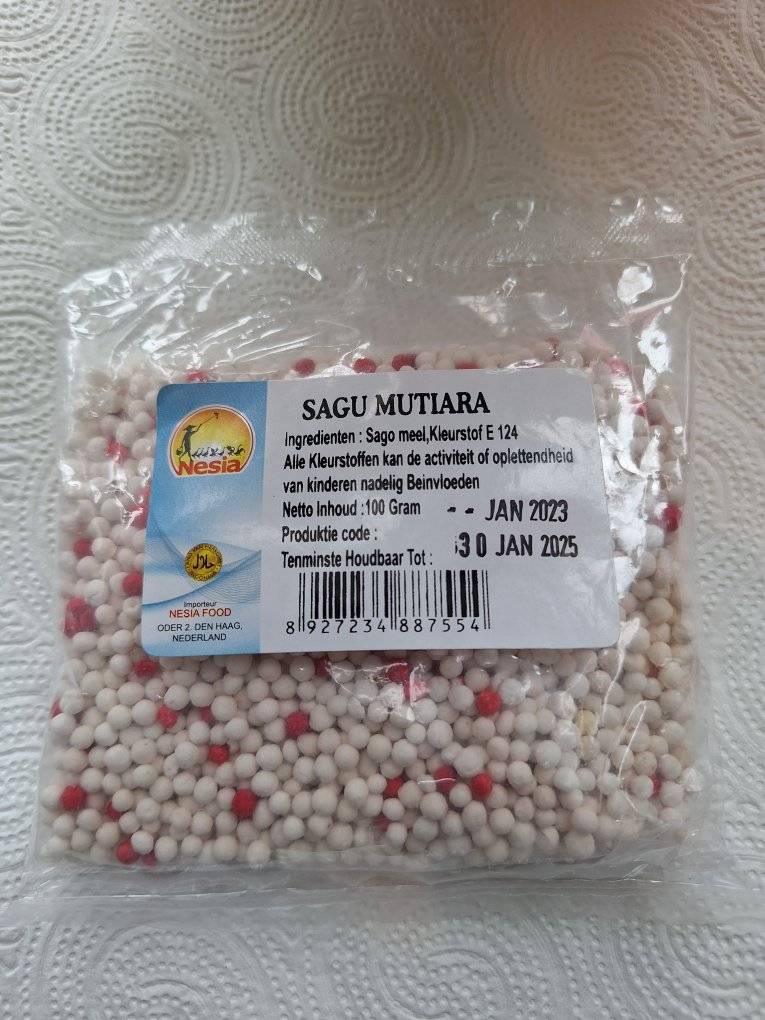 SAGU MUTIARA
Ingredienten : Sago meel,Kleurstof E 124
Alle Kleurstoffen kan de activiteit of oplettendheid
van kinderen nadelig Beinvloeden
Netto Inhoud :100 Gram -- JAN 2023
Produktie code :
Tenminste Houdbaar Tot : 30 JAN 2025
8 927234 887554
Nesia
حلال
Importeur
NESIA FOOD
ODER 2. DEN HAAG,
NEDERLAND